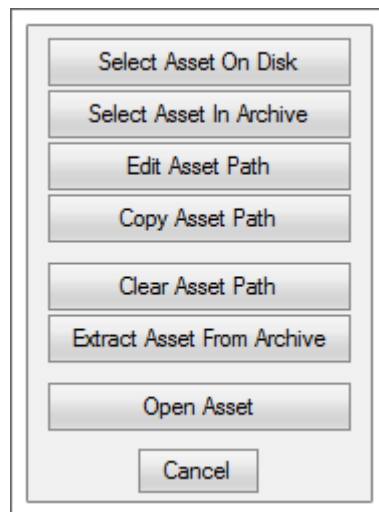 Select Asset On Disk
Select Asset In Archive
Edit Asset Path
Copy Asset Path
Clear Asset Path
Extract Asset From Archive
Open Asset
Cancel